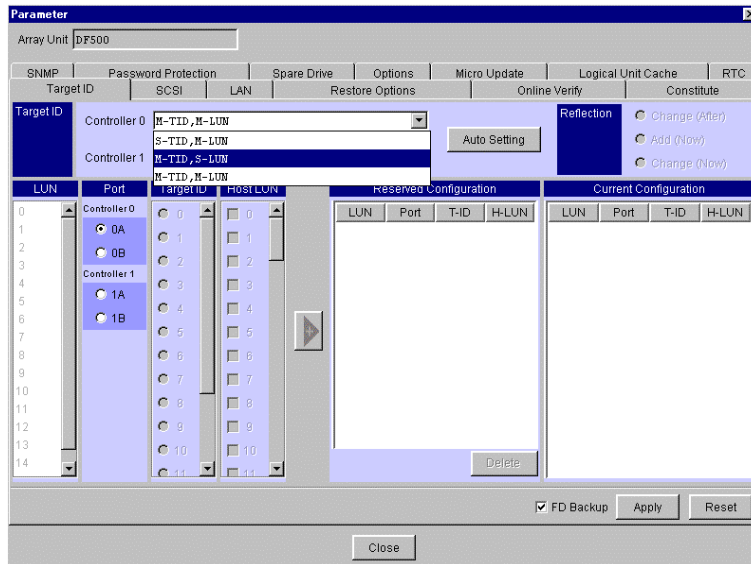 Parameter
Array Unit DF500
SNMP Password Protection Spare Drive Options Micro Update Logical Unit Cache RTC
Target ID SCSI LAN Restore Options Online Verify Constitute
Target ID Controller 0 M-TID,M-LUN Auto Setting Reflection Change (After)
S-TID,M-LUN Add (Now)
Controller 1 M-TID,S-LUN Change (Now)
M-TID,M-LUN
LUN Port Target ID Host LUN Reserved Configuration Current Configuration
0 Controller 0 0 0 LUN Port T-ID H-LUN LUN Port T-ID H-LUN
1 0A 1 1
2 0B 2 2
3 Controller 1 3 3
4 1A 4 4
5 1B 5 5
6 6 6
7 7 7
8 8 8
9 9 9
10 10 10
11 11 11
12
13
14 Delete
FD Backup Apply Reset
Close